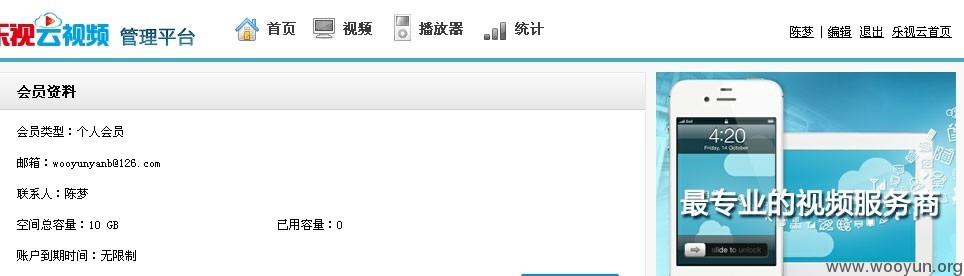 乐视云视频 管理平台 首页 视频 播放器 统计 陈梦 | 编辑 退出 乐视云首页
会员资料
会员类型：个人会员
邮箱：wooyunyanb@126.com
联系人：陈梦
空间总容量：10 GB 已用容量：0
账户到期时间：无限制
4:20
Friday, 14 October
最专业的视频服务商
slide to unlock
www.wooyun.org